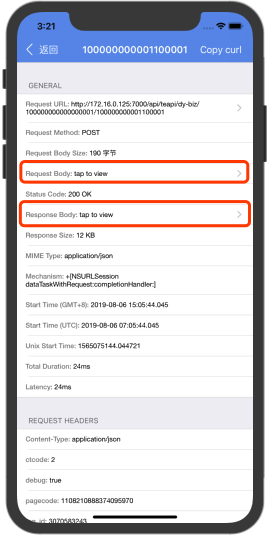 3:21
返回
100000000001100001
Copy curl
GENERAL
Request URL: http://172.16.0.125:7000/api/teapi/dy-biz/
1000000000000000001/100000000001100001
Request Method: POST
Request Body Size: 190 字节
Request Body: tap to view
Status Code: 200 OK
Response Body: tap to view
Response Size: 12 KB
MIME Type: application/json
Mechanism: +[NSURLSession
dataTaskWithRequest:completionHandler:]
Start Time (GMT+8): 2019-08-06 15:05:44.045
Start Time (UTC): 2019-08-06 07:05:44.045
Unix Start Time: 1565075144.044721
Total Duration: 24ms
Latency: 24ms
REQUEST HEADERS
Content-Type: application/json
ctcode: 2
debug: true
pagecode: 1108210888374095970
id: 3070583243